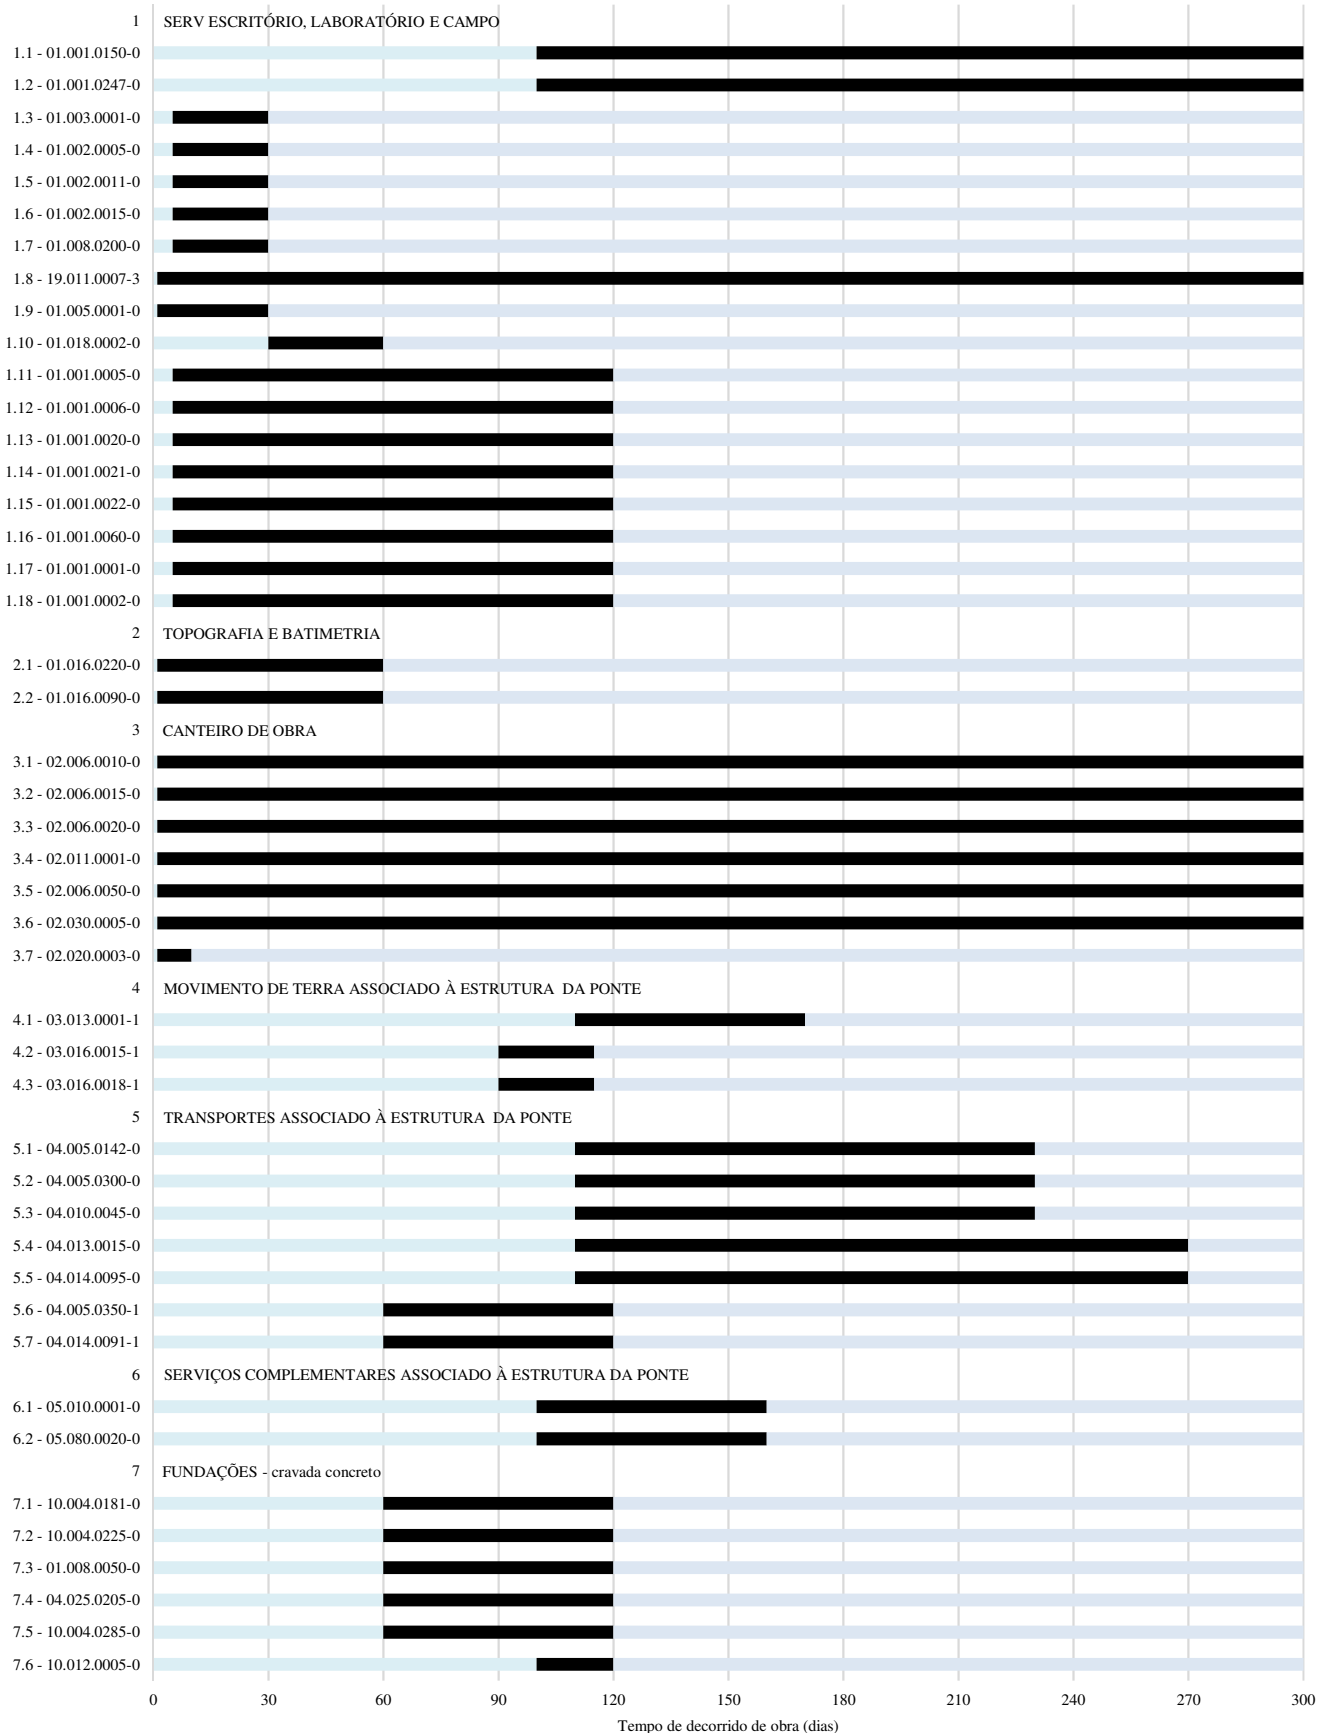 1 SERV ESCRITÓRIO, LABORATÓRIO E CAMPO
1.1 - 01.001.0150-0
1.2 - 01.001.0247-0
1.3 - 01.003.0001-0
1.4 - 01.002.0005-0
1.5 - 01.002.0011-0
1.6 - 01.002.0015-0
1.7 - 01.008.0200-0
1.8 - 19.011.0007-3
1.9 - 01.005.0001-0
1.10 - 01.018.0002-0
1.11 - 01.001.0005-0
1.12 - 01.001.0006-0
1.13 - 01.001.0020-0
1.14 - 01.001.0021-0
1.15 - 01.001.0022-0
1.16 - 01.001.0060-0
1.17 - 01.001.0001-0
1.18 - 01.001.0002-0
2 TOPOGRAFIA E BATIMETRIA
2.1 - 01.016.0220-0
2.2 - 01.016.0090-0
3 CANTEIRO DE OBRA
3.1 - 02.006.0010-0
3.2 - 02.006.0015-0
3.3 - 02.006.0020-0
3.4 - 02.011.0001-0
3.5 - 02.006.0050-0
3.6 - 02.030.0005-0
3.7 - 02.020.0003-0
4 MOVIMENTO DE TERRA ASSOCIADO À ESTRUTURA DA PONTE
4.1 - 03.013.0001-1
4.2 - 03.016.0015-1
4.3 - 03.016.0018-1
5 TRANSPORTES ASSOCIADO À ESTRUTURA DA PONTE
5.1 - 04.005.0142-0
5.2 - 04.005.0300-0
5.3 - 04.010.0045-0
5.4 - 04.013.0015-0
5.5 - 04.014.0095-0
5.6 - 04.005.0350-1
5.7 - 04.014.0091-1
6 SERVIÇOS COMPLEMENTARES ASSOCIADO À ESTRUTURA DA PONTE
6.1 - 05.010.0001-0
6.2 - 05.080.0020-0
7 FUNDAÇÕES - cravada concreto
7.1 - 10.004.0181-0
7.2 - 10.004.0225-0
7.3 - 01.008.0050-0
7.4 - 04.025.0205-0
7.5 - 10.004.0285-0
7.6 - 10.012.0005-0
0 30 60 90 120 150 180 210 240 270 300
Tempo de decorrido de obra (dias)